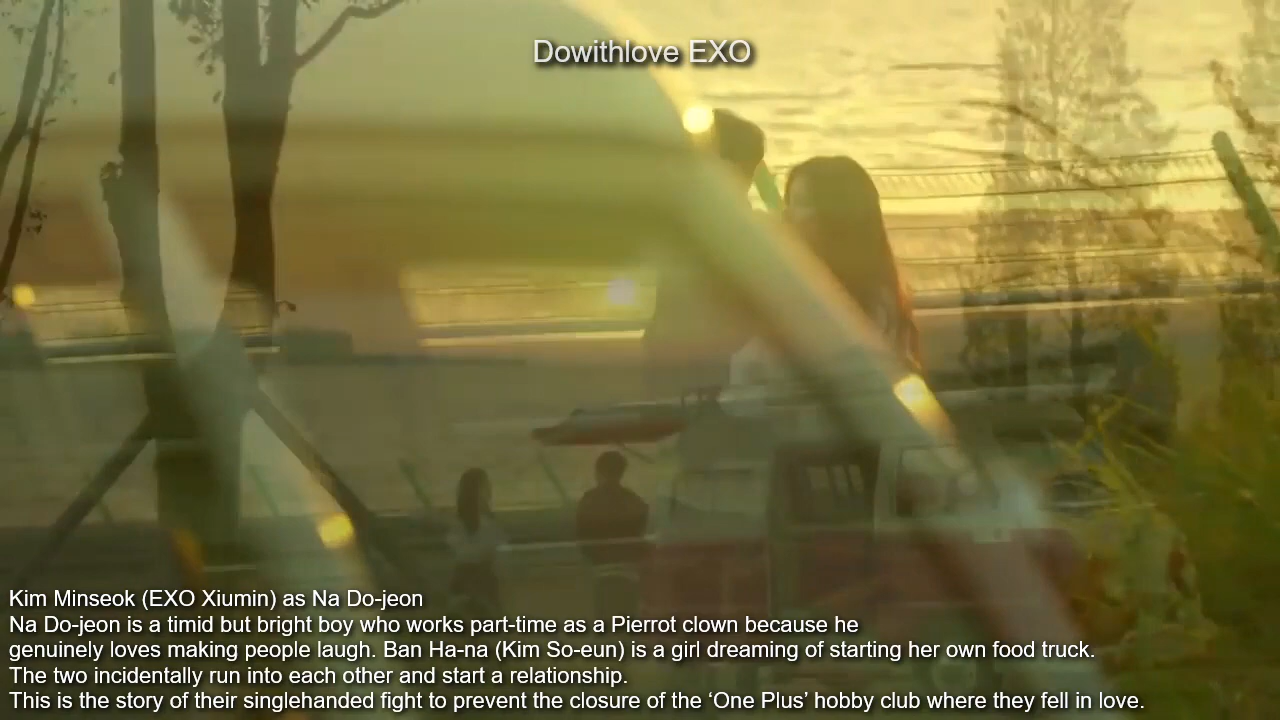 Dowithlove EXO
Kim Minseok (EXO Xiumin) as Na Do-jeon
Na Do-jeon is a timid but bright boy who works part-time as a Pierrot clown because he
genuinely loves making people laugh. Ban Ha-na (Kim So-eun) is a girl dreaming of starting her own food truck.
The two incidentally run into each other and start a relationship.
This is the story of their singlehanded fight to prevent the closure of the ‘One Plus’ hobby club where they fell in love.